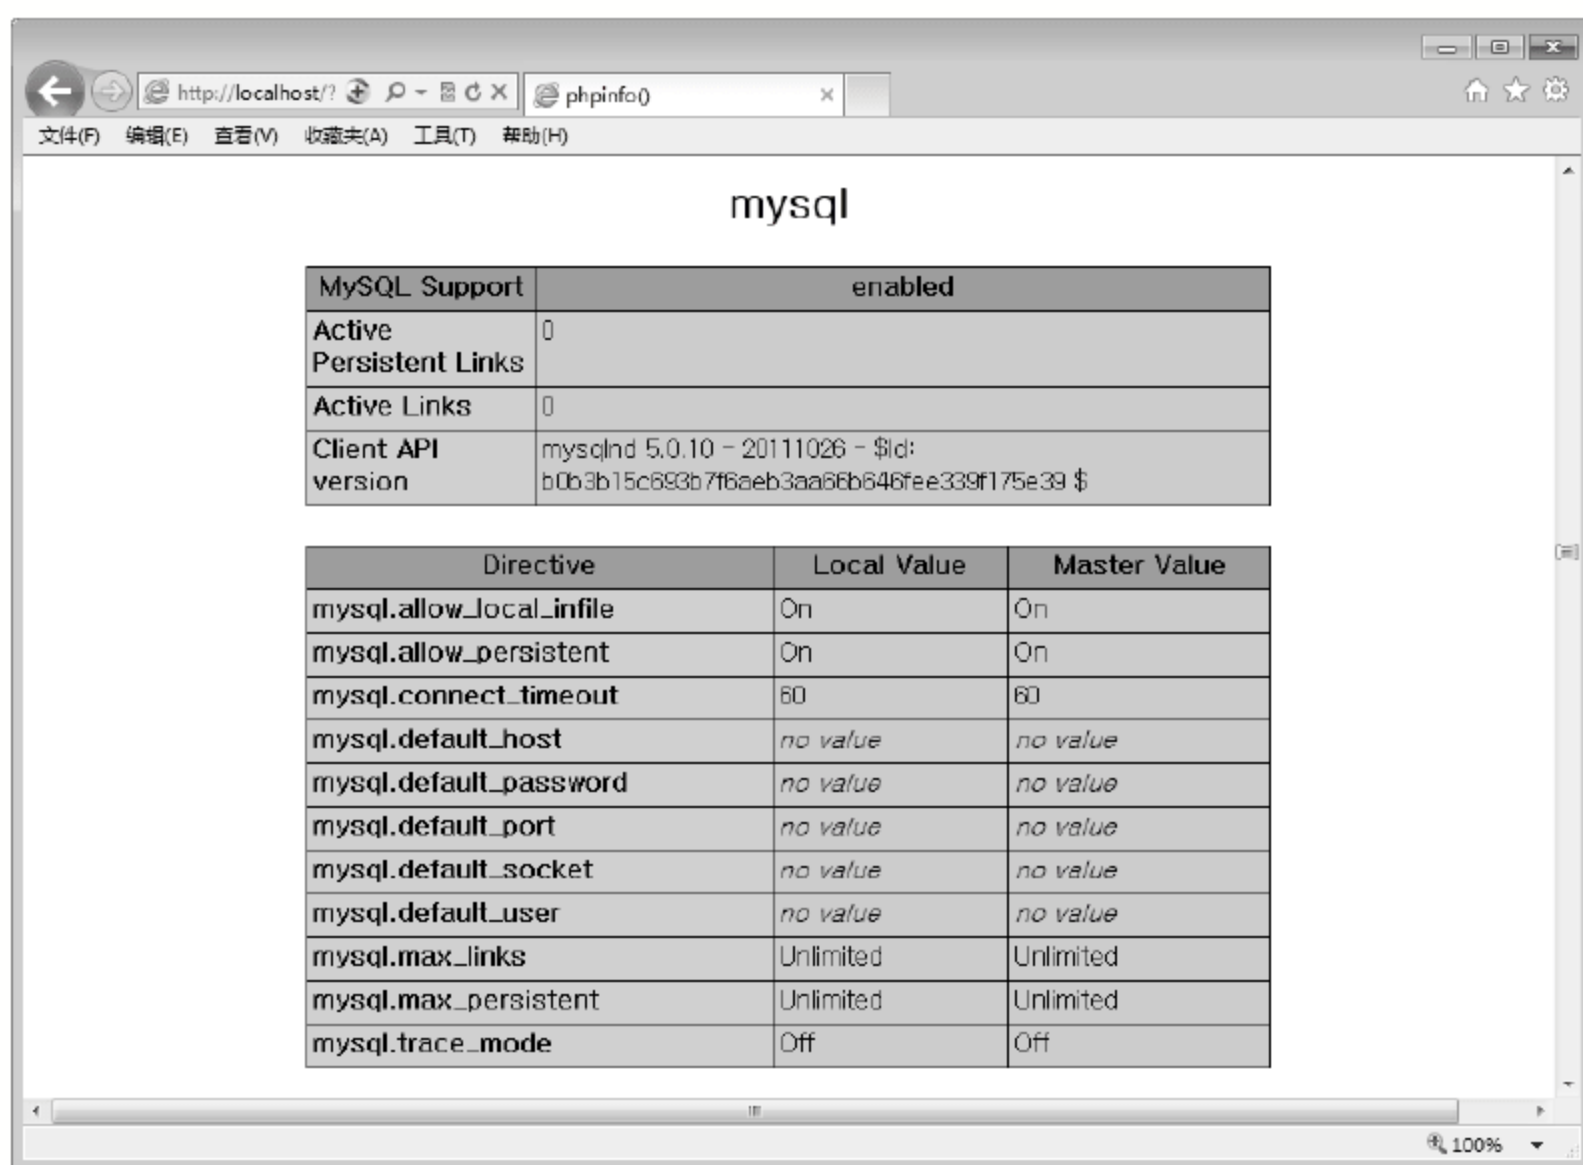 http://localhost/?
phpinfo()
文件(F) 编辑(E) 查看(V) 收藏夹(A) 工具(T) 帮助(H)
mysql
MySQL Support enabled
Active Persistent Links 0
Active Links 0
Client API version mysqlnd 5.0.10 - 20111026 - $Id:
b0b3b15c693b7f6aeb3aa66b646fee339f175e39 $
Directive Local Value Master Value
mysql.allow_local_infile On On
mysql.allow_persistent On On
mysql.connect_timeout 60 60
mysql.default_host no value no value
mysql.default_password no value no value
mysql.default_port no value no value
mysql.default_socket no value no value
mysql.default_user no value no value
mysql.max_links Unlimited Unlimited
mysql.max_persistent Unlimited Unlimited
mysql.trace_mode Off Off
100%